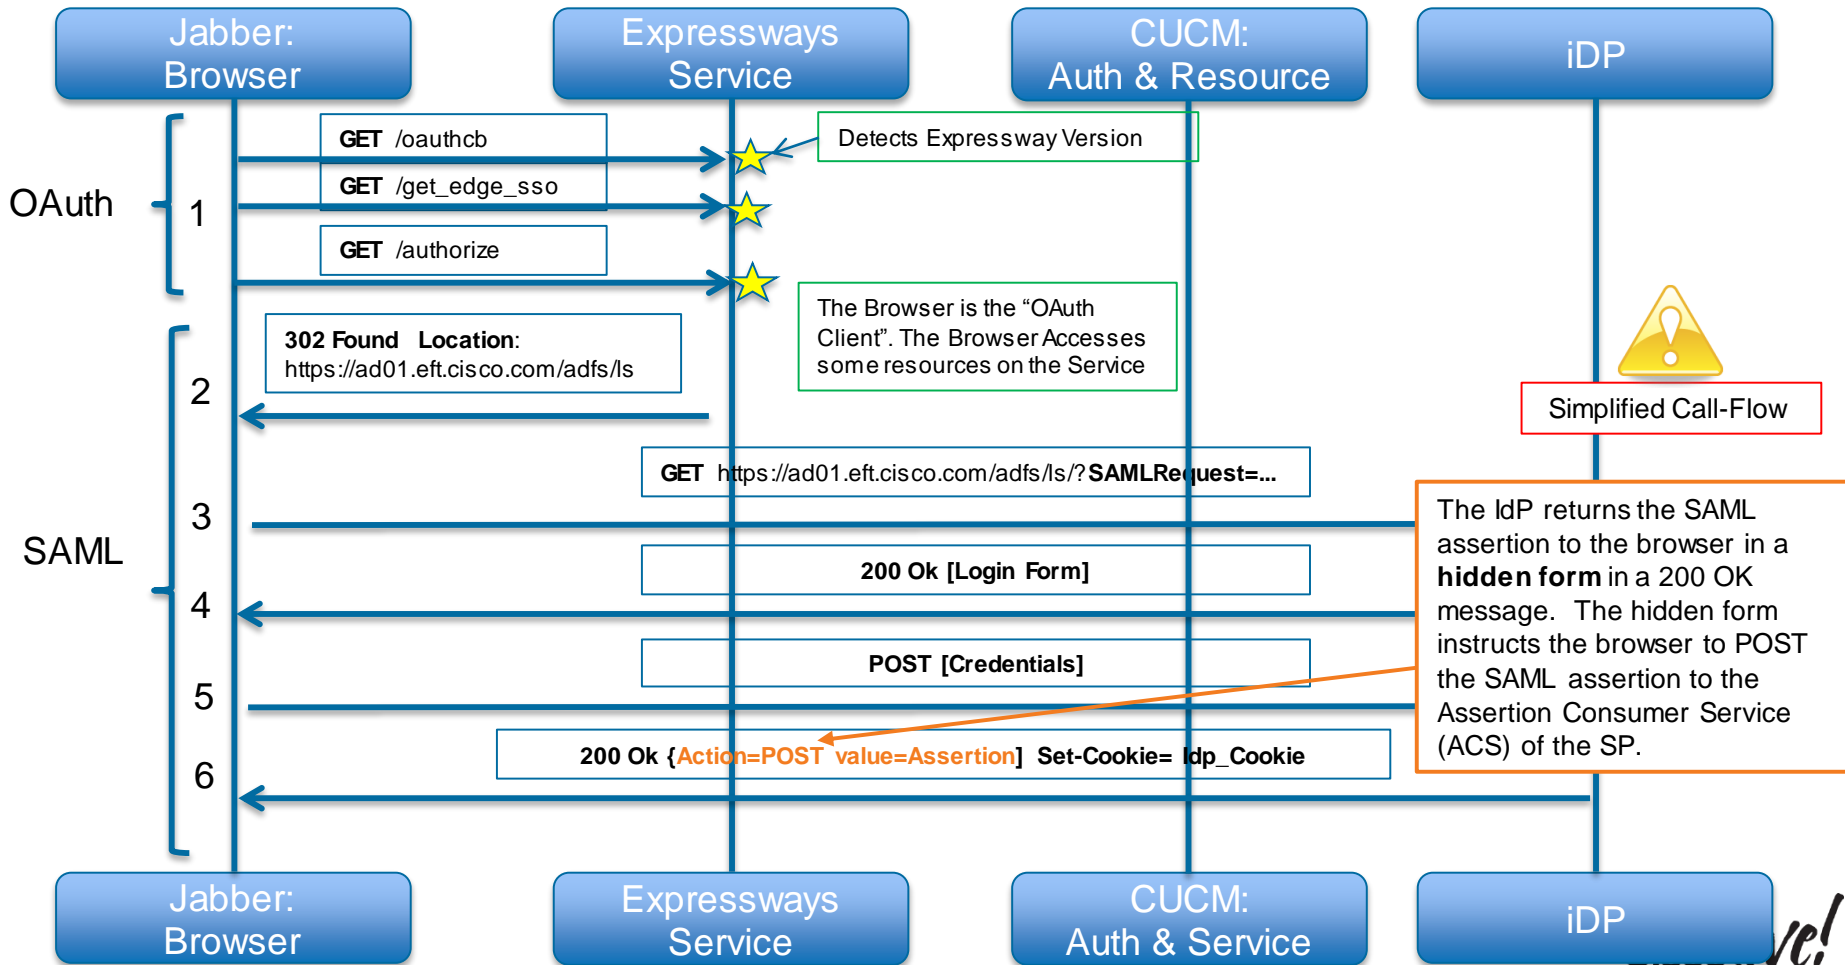 Jabber:
Browser
Expressways
Service
CUCM:
Auth & Resource
iDP
GET /oauthcb
Detects Expressway Version
GET /get_edge_sso
OAuth
1
GET /authorize
The Browser is the “OAuth
Client”. The Browser Accesses
some resources on the Service
302 Found Location:
https://ad01.eft.cisco.com/adfs/ls
2
Simplified Call-Flow
GET https://ad01.eft.cisco.com/adfs/ls/?SAMLRequest=...
3
The IdP returns the SAML
assertion to the browser in a
hidden form in a 200 OK
message. The hidden form
instructs the browser to POST
the SAML assertion to the
Assertion Consumer Service
(ACS) of the SP.
SAML
200 Ok [Login Form]
4
POST [Credentials]
5
200 Ok {Action=POST value=Assertion] Set-Cookie= Idp_Cookie
6
Jabber:
Browser
Expressways
Service
CUCM:
Auth & Service
iDP